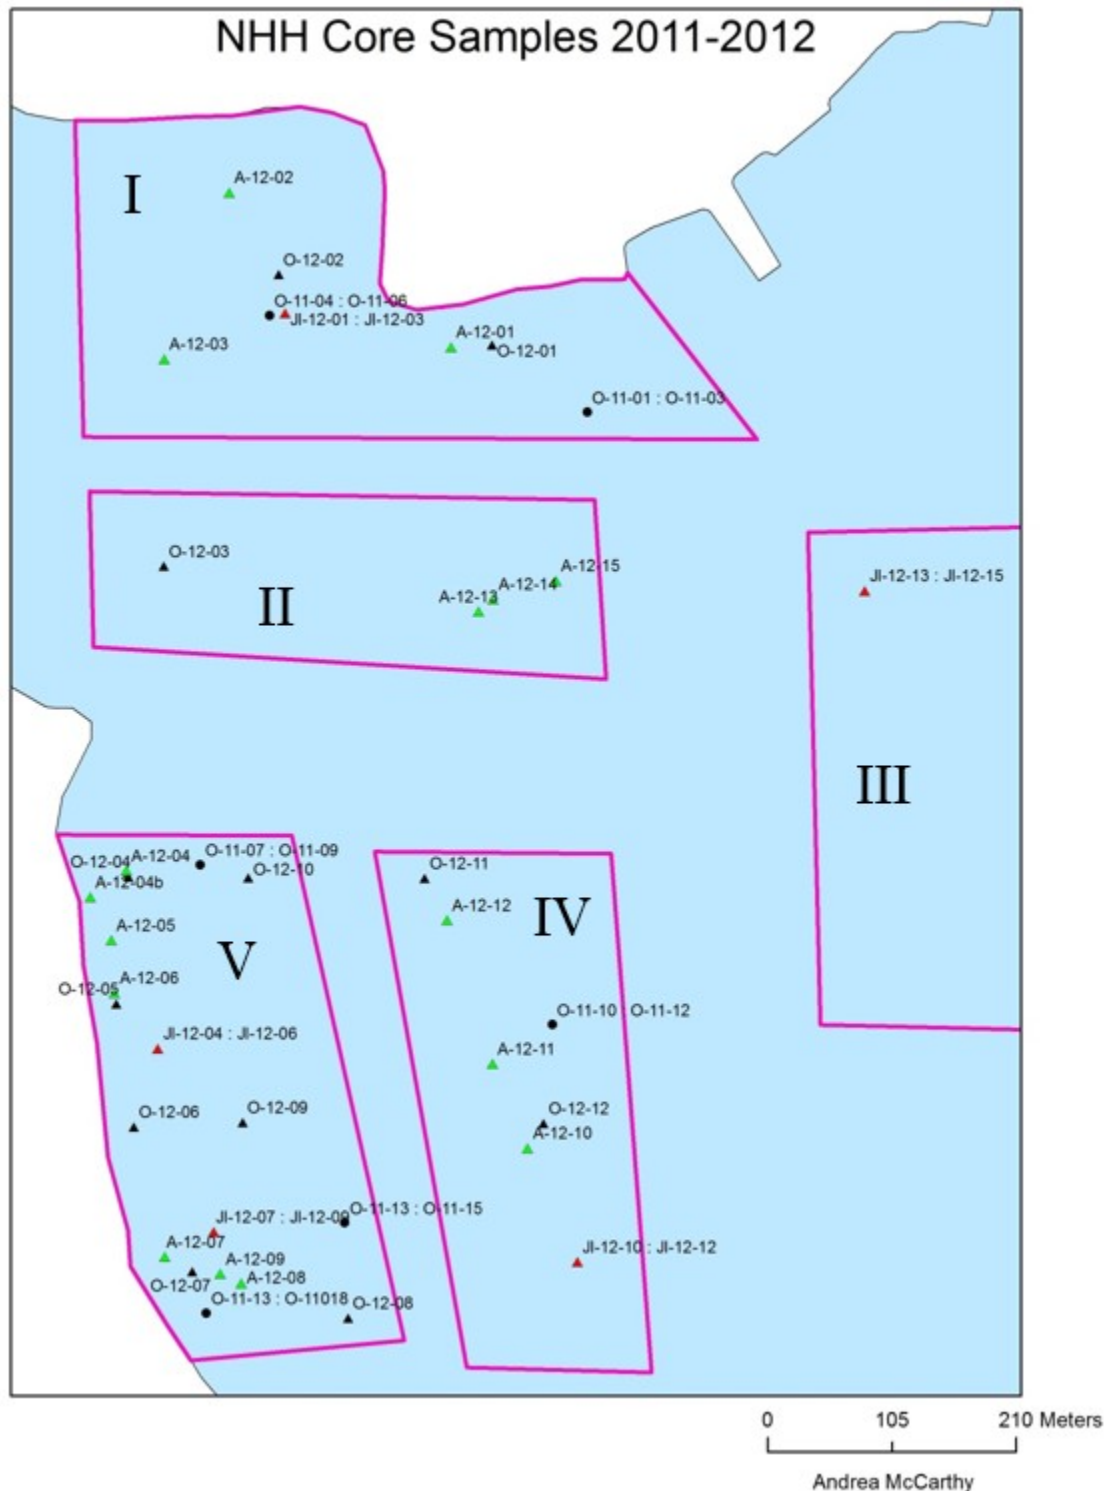 NHH Core Samples 2011-2012
I
A-12-02
O-12-02
O-11-04 : O-11-06
JI-12-01 : JI-12-03
A-12-03
A-12-01
O-12-01
O-11-01 : O-11-03
II
O-12-03
A-12-15
A-12-14
A-12-13
III
JI-12-13 : JI-12-15
IV
O-12-11
A-12-12
O-11-10 : O-11-12
A-12-11
O-12-12
A-12-10
JI-12-10 : JI-12-12
V
O-12-04
A-12-04
O-11-07 : O-11-09
O-12-10
A-12-04b
A-12-05
A-12-06
O-12-05
JI-12-04 : JI-12-06
O-12-06
O-12-09
JI-12-07 : JI-12-09
O-11-13 : O-11-15
A-12-07
A-12-09
A-12-08
O-12-07
O-11-13 : O-11018
O-12-08
0 105 210 Meters
Andrea McCarthy